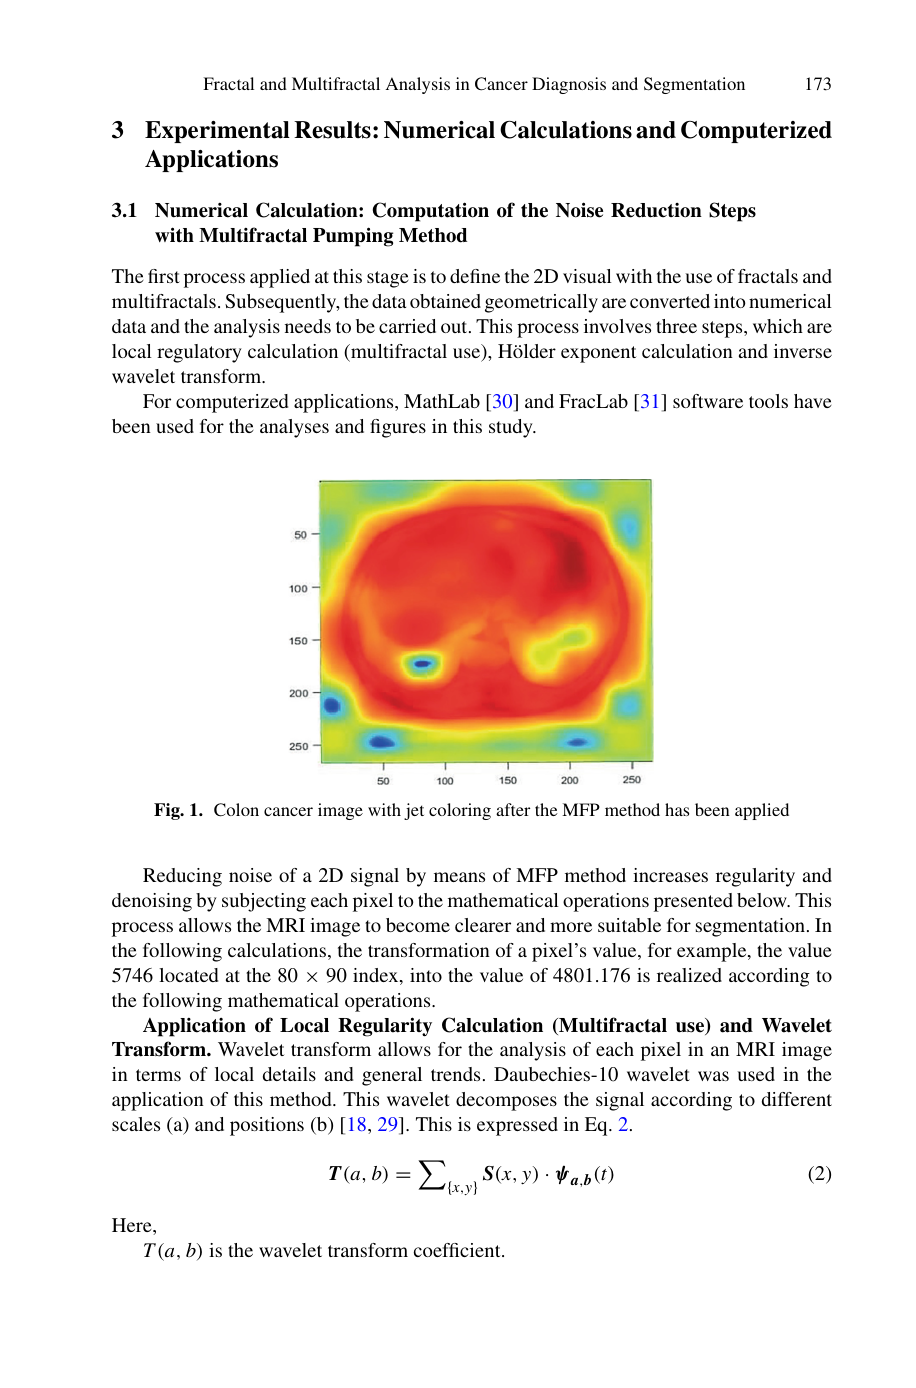 Fractal and Multifractal Analysis in Cancer Diagnosis and Segmentation 173
3 Experimental Results: Numerical Calculations and Computerized
Applications
3.1 Numerical Calculation: Computation of the Noise Reduction Steps
with Multifractal Pumping Method
The first process applied at this stage is to define the 2D visual with the use of fractals and
multifractals. Subsequently, the data obtained geometrically are converted into numerical
data and the analysis needs to be carried out. This process involves three steps, which are
local regulatory calculation (multifractal use), Hölder exponent calculation and inverse
wavelet transform.
For computerized applications, MathLab [30] and FracLab [31] software tools have
been used for the analyses and figures in this study.
50
100
150
200
250
50 100 150 200 250
Fig. 1. Colon cancer image with jet coloring after the MFP method has been applied
Reducing noise of a 2D signal by means of MFP method increases regularity and
denoising by subjecting each pixel to the mathematical operations presented below. This
process allows the MRI image to become clearer and more suitable for segmentation. In
the following calculations, the transformation of a pixel's value, for example, the value
5746 located at the 80 × 90 index, into the value of 4801.176 is realized according to
the following mathematical operations.
Application of Local Regularity Calculation (Multifractal use) and Wavelet
Transform. Wavelet transform allows for the analysis of each pixel in an MRI image
in terms of local details and general trends. Daubechies-10 wavelet was used in the
application of this method. This wavelet decomposes the signal according to different
scales (a) and positions (b) [18, 29]. This is expressed in Eq. 2.
T(a, b) = ∑{x,y} S(x, y) · ψa,b(t) (2)
Here,
T(a, b) is the wavelet transform coefficient.